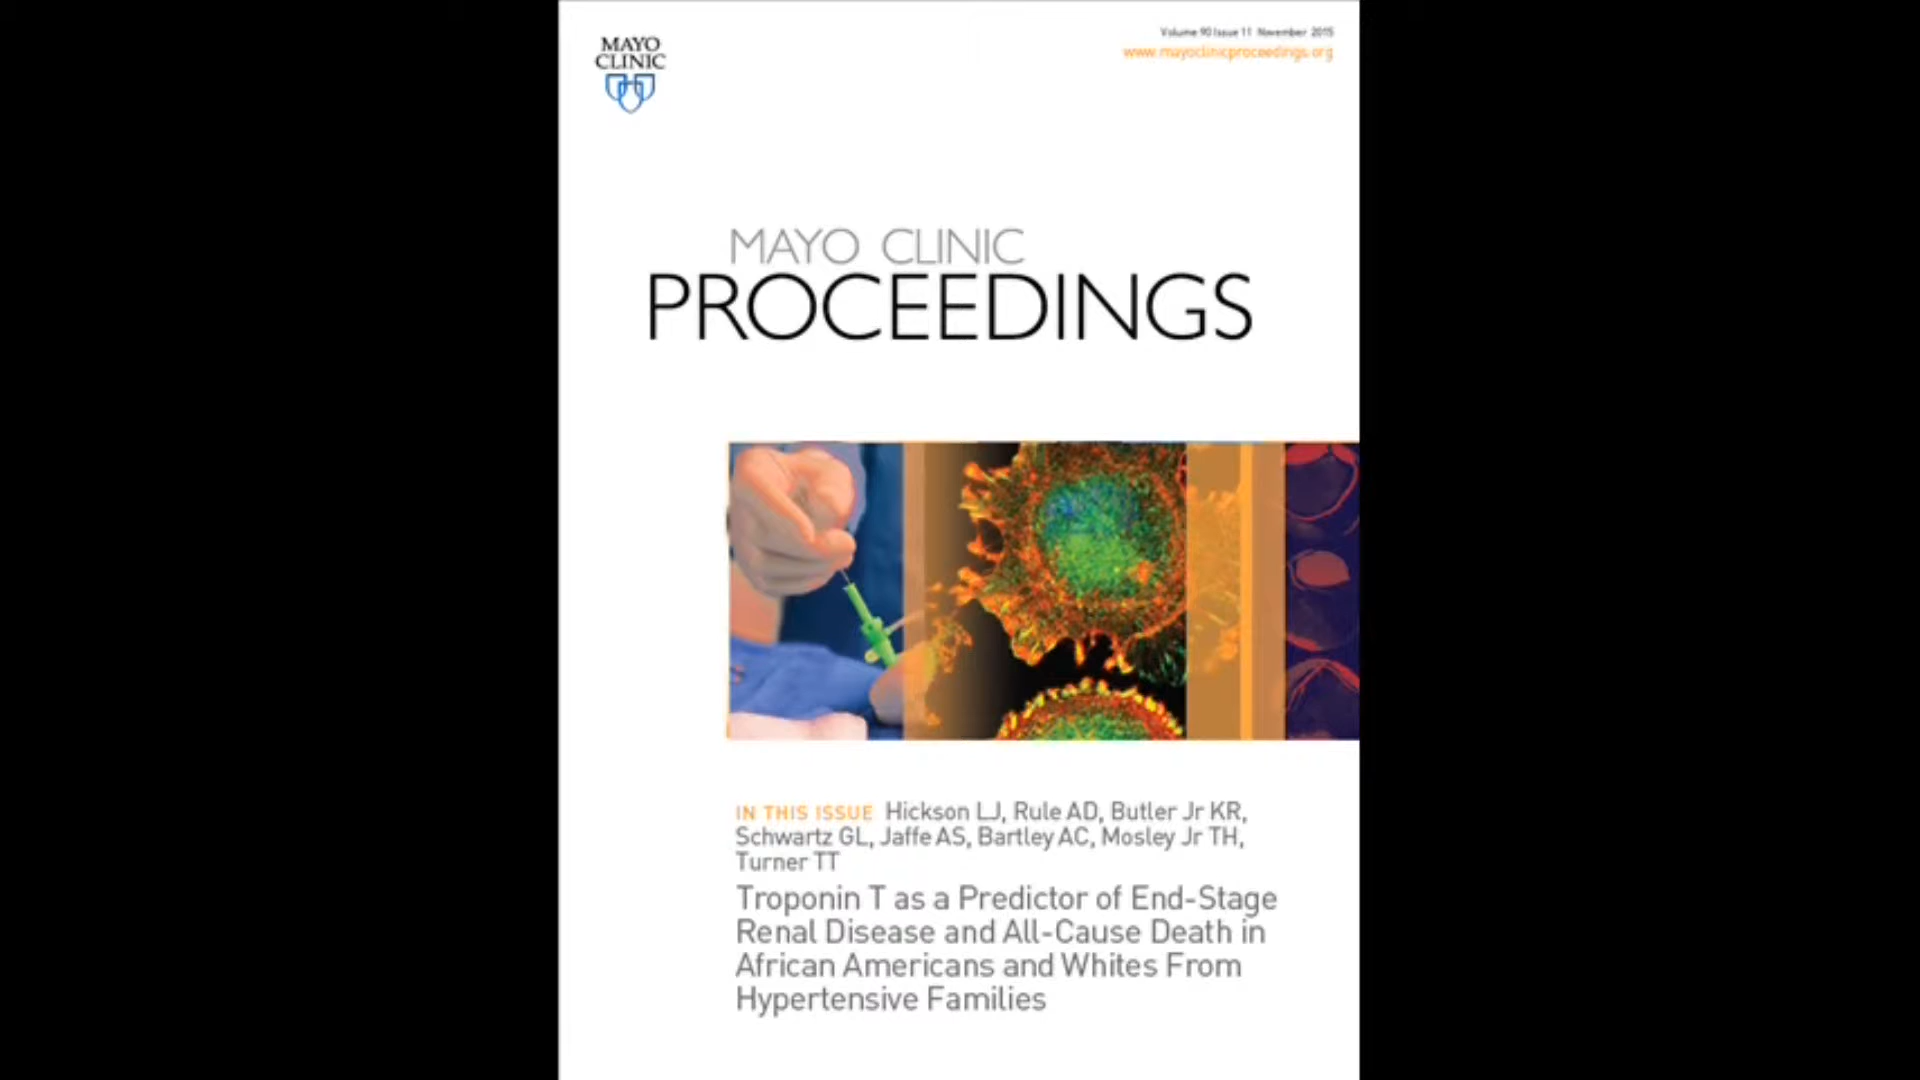 MAYO
CLINIC
Volume 90 Issue 11 November 2015
www.mayoclinicproceedings.org
MAYO CLINIC
PROCEEDINGS
IN THIS ISSUE Hickson LJ, Rule AD, Butler Jr KR,
Schwartz GL, Jaffe AS, Bartley AC, Mosley Jr TH,
Turner TT
Troponin T as a Predictor of End-Stage
Renal Disease and All-Cause Death in
African Americans and Whites From
Hypertensive Families